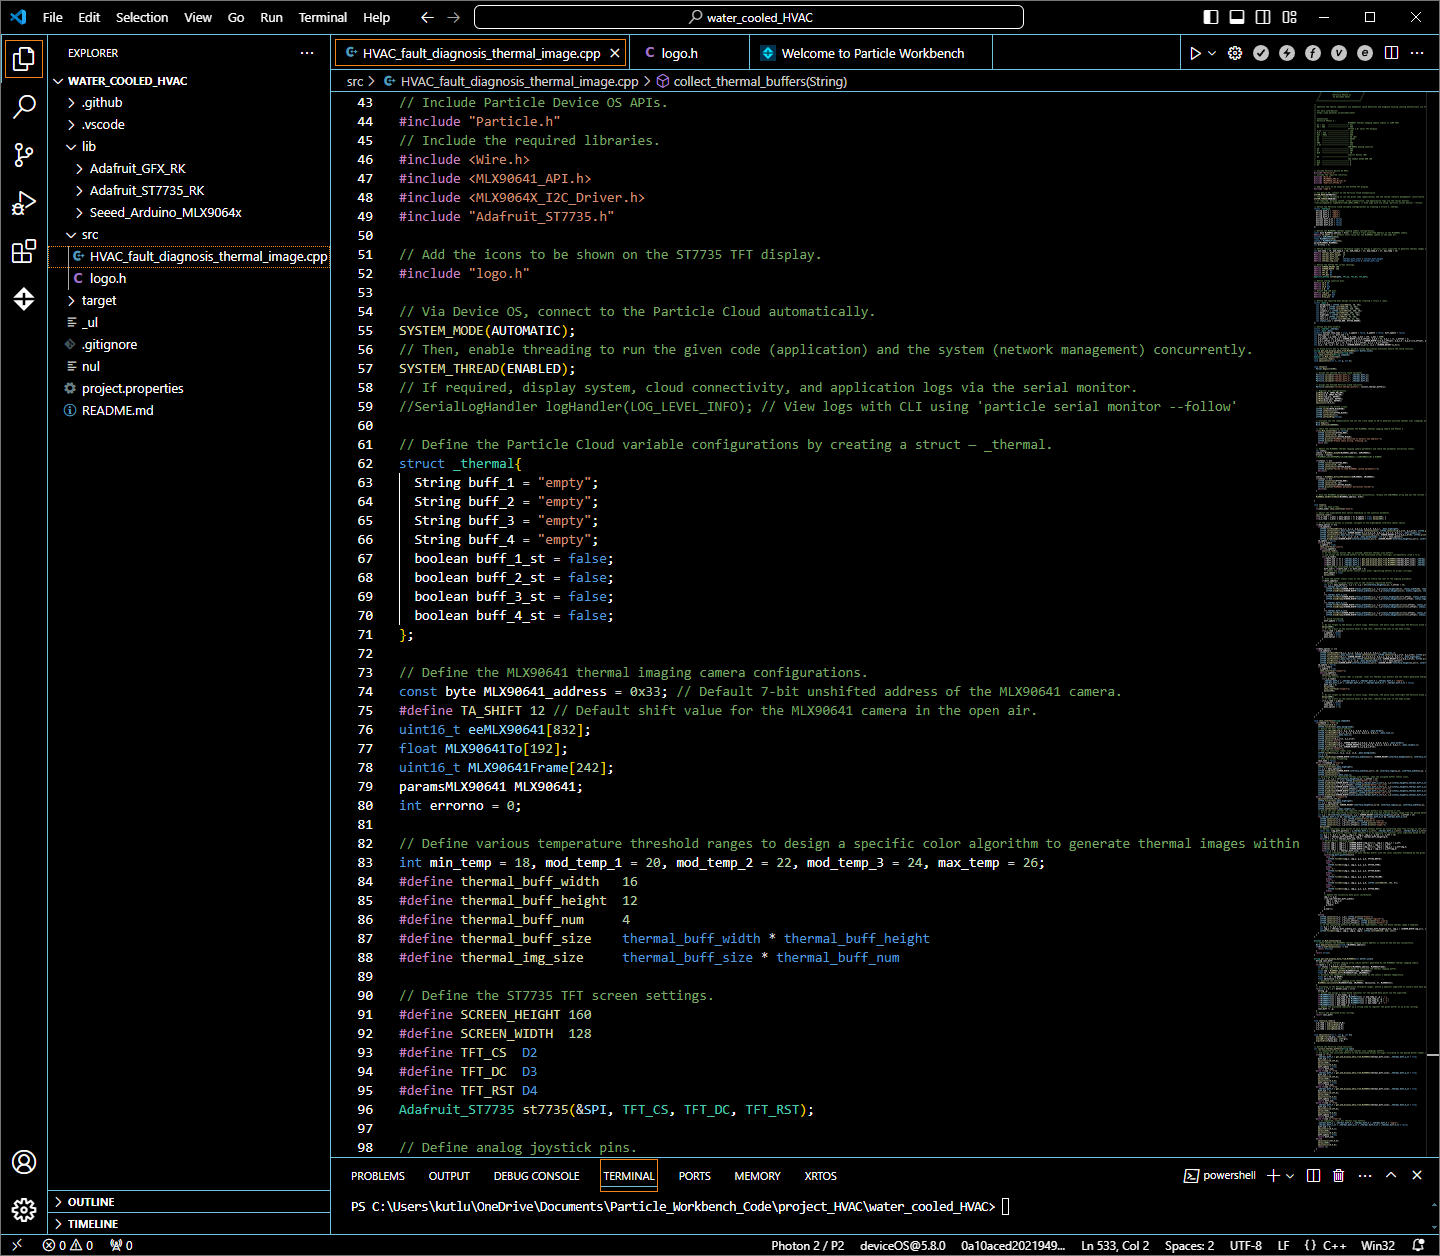 File Edit Selection View Go Run Terminal Help
water_cooled_HVAC
EXPLORER
WATER_COOLED_HVAC
.github
.vscode
lib
Adafruit_GFX_RK
Adafruit_ST7735_RK
Seeed_Arduino_MLX9064x
src
HVAC_fault_diagnosis_thermal_image.cpp
logo.h
target
_ul
.gitignore
nul
project.properties
README.md
OUTLINE
TIMELINE
HVAC_fault_diagnosis_thermal_image.cpp
logo.h
Welcome to Particle Workbench
src > HVAC_fault_diagnosis_thermal_image.cpp > collect_thermal_buffers(String)
43 // Include Particle Device OS APIs.
44 #include "Particle.h"
45 // Include the required libraries.
46 #include <Wire.h>
47 #include <MLX90641_API.h>
48 #include <MLX9064X_I2C_Driver.h>
49 #include "Adafruit_ST7735.h"
50
51 // Add the icons to be shown on the ST7735 TFT display.
52 #include "logo.h"
53
54 // Via Device OS, connect to the Particle Cloud automatically.
55 SYSTEM_MODE(AUTOMATIC);
56 // Then, enable threading to run the given code (application) and the system (network management) concurrently.
57 SYSTEM_THREAD(ENABLED);
58 // If required, display system, cloud connectivity, and application logs via the serial monitor.
59 //SerialLogHandler logHandler(LOG_LEVEL_INFO); // View logs with CLI using 'particle serial monitor --follow'
60
61 // Define the Particle Cloud variable configurations by creating a struct — _thermal.
62 struct _thermal{
63 String buff_1 = "empty";
64 String buff_2 = "empty";
65 String buff_3 = "empty";
66 String buff_4 = "empty";
67 boolean buff_1_st = false;
68 boolean buff_2_st = false;
69 boolean buff_3_st = false;
70 boolean buff_4_st = false;
71 };
72
73 // Define the MLX90641 thermal imaging camera configurations.
74 const byte MLX90641_address = 0x33; // Default 7-bit unshifted address of the MLX90641 camera.
75 #define TA_SHIFT 12 // Default shift value for the MLX90641 camera in the open air.
76 uint16_t eeMLX90641[832];
77 float MLX90641To[192];
78 uint16_t MLX90641Frame[242];
79 paramsMLX90641 MLX90641;
80 int errorno = 0;
81
82 // Define various temperature threshold ranges to design a specific color algorithm to generate thermal images within
83 int min_temp = 18, mod_temp_1 = 20, mod_temp_2 = 22, mod_temp_3 = 24, max_temp = 26;
84 #define thermal_buff_width 16
85 #define thermal_buff_height 12
86 #define thermal_buff_num 4
87 #define thermal_buff_size thermal_buff_width * thermal_buff_height
88 #define thermal_img_size thermal_buff_size * thermal_buff_num
89
90 // Define the ST7735 TFT screen settings.
91 #define SCREEN_HEIGHT 160
92 #define SCREEN_WIDTH 128
93 #define TFT_CS D2
94 #define TFT_DC D3
95 #define TFT_RST D4
96 Adafruit_ST7735 st7735(&SPI, TFT_CS, TFT_DC, TFT_RST);
97
98 // Define analog joystick pins.
PROBLEMS OUTPUT DEBUG CONSOLE TERMINAL PORTS MEMORY XRTOS
powershell
PS C:\Users\kutlu\OneDrive\Documents\Particle_Workbench_Code\project_HVAC\water_cooled_HVAC>
0 0 0
Photon 2 / P2 deviceOS@5.8.0 0a10aced2021949... Ln 533, Col 2 Spaces: 2 UTF-8 LF {} C++ Win32